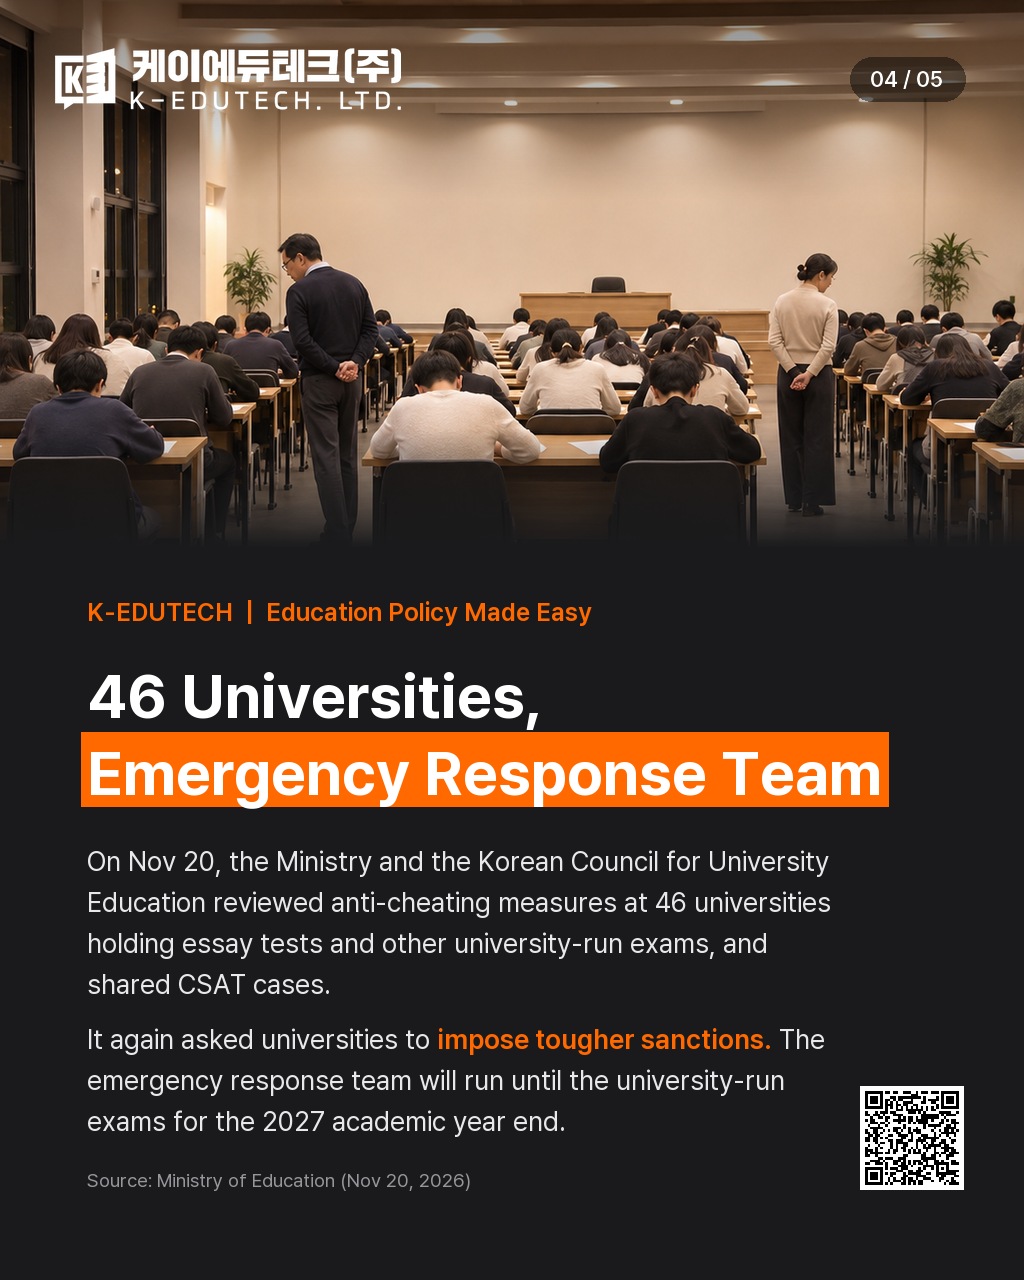 케이에듀테크(주)
K-EDUTECH. LTD.
04 / 05
K-EDUTECH | Education Policy Made Easy
46 Universities,
Emergency Response Team
On Nov 20, the Ministry and the Korean Council for University
Education reviewed anti-cheating measures at 46 universities
holding essay tests and other university-run exams, and
shared CSAT cases.
It again asked universities to impose tougher sanctions. The
emergency response team will run until the university-run
exams for the 2027 academic year end.
Source: Ministry of Education (Nov 20, 2026)